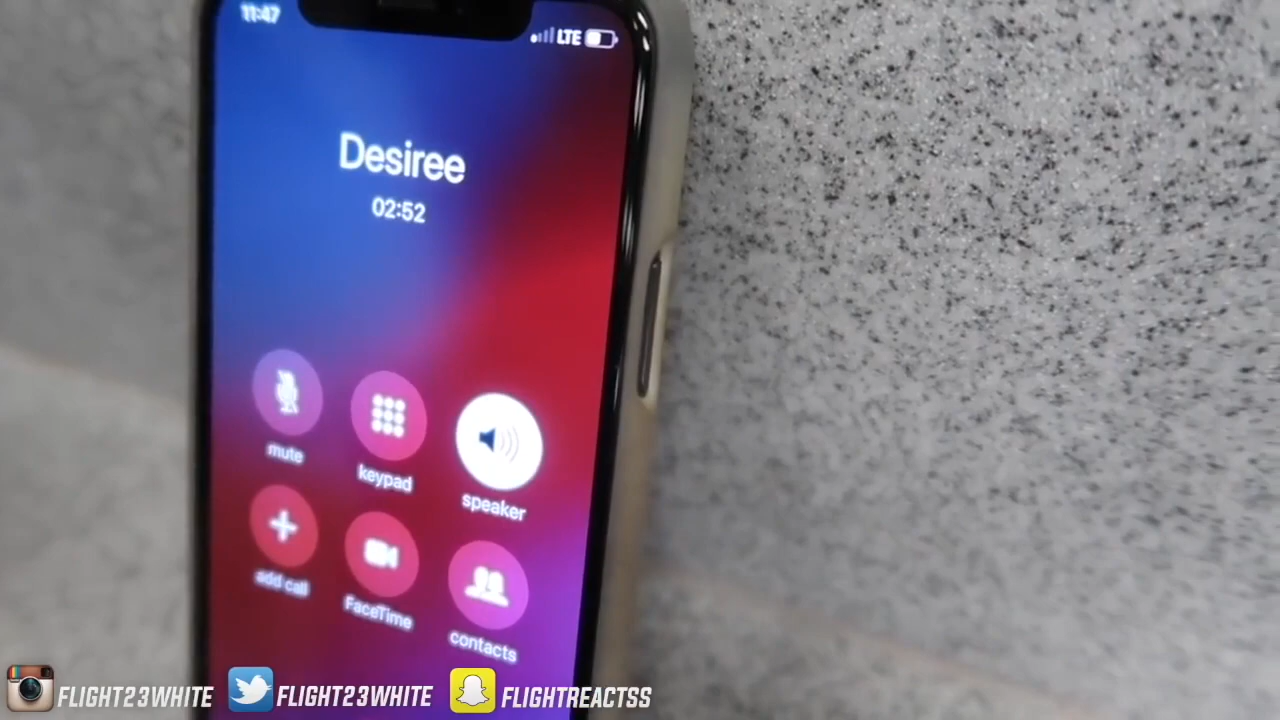 11:47
LTE
Desiree
02:52
mute
keypad
speaker
add call
FaceTime
contacts
FLIGHT23WHITE
FLIGHT23WHITE
FLIGHTREACTSS